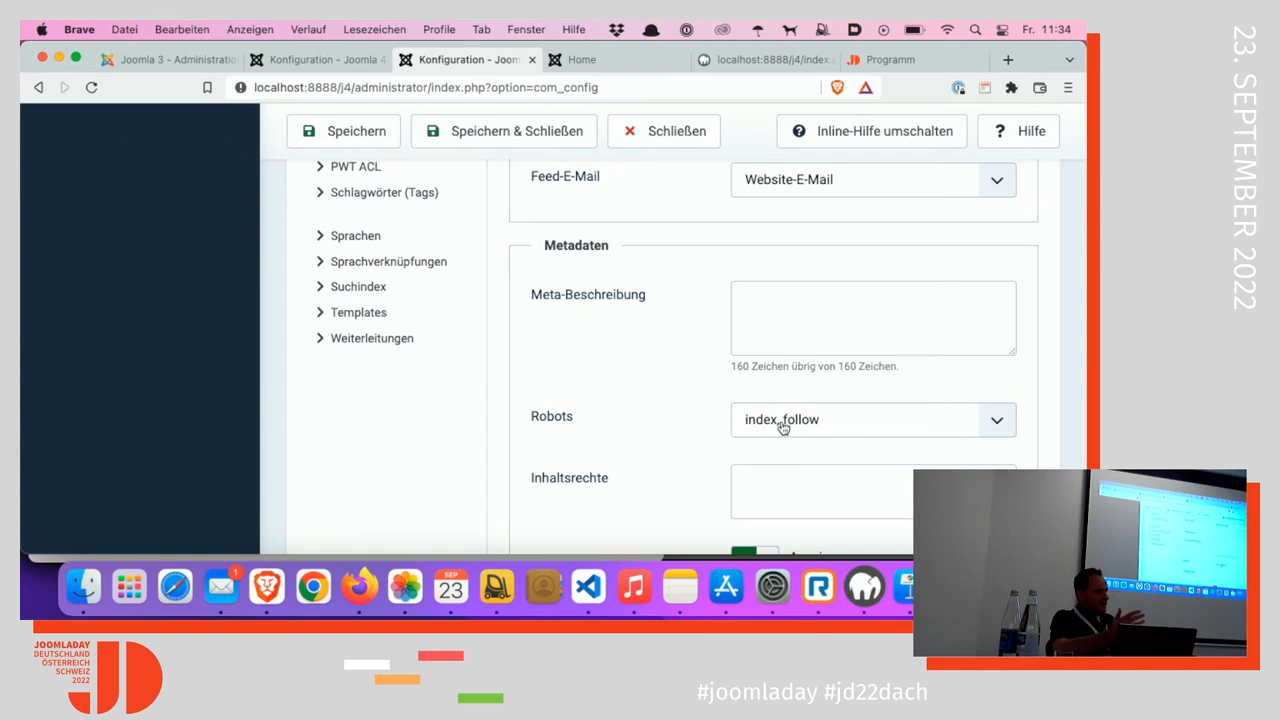 Brave Datei Bearbeiten Anzeigen Verlauf Lesezeichen Profile Tab Fenster Hilfe Fr. 11:34
Joomla 3 - Administratio
Konfiguration - Joomla 4
Konfiguration - Joom
Home
localhost:8888/j4/index.
Programm
localhost:8888/j4/administrator/index.php?option=com_config
Speichern
Speichern & Schließen
Schließen
Inline-Hilfe umschalten
? Hilfe
PWT ACL
Schlagwörter (Tags)
Sprachen
Sprachverknüpfungen
Suchindex
Templates
Weiterleitungen
Feed-E-Mail
Website-E-Mail
Metadaten
Meta-Beschreibung
160 Zeichen übrig von 160 Zeichen.
Robots
index, follow
Inhaltsrechte
1
SEP
23
23. SEPTEMBER 2022
JOOMLADAY
DEUTSCHLAND
ÖSTERREICH
SCHWEIZ
2022
JD
#joomladay #jd22dach